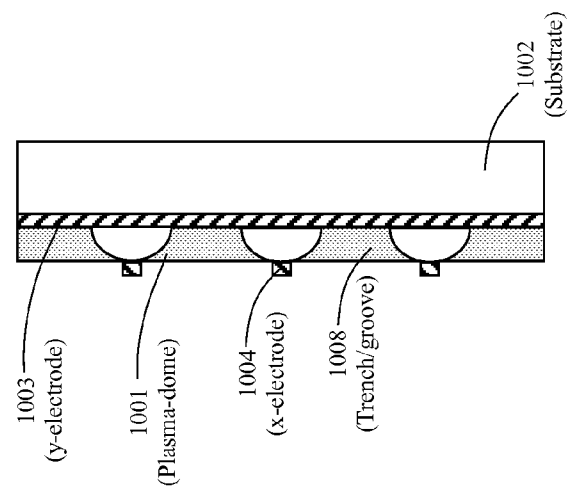 1003
(y-electrode)
1001
(Plasma-dome)
1004
(x-electrode)
1008
(Trench/groove)
1002
(Substrate)